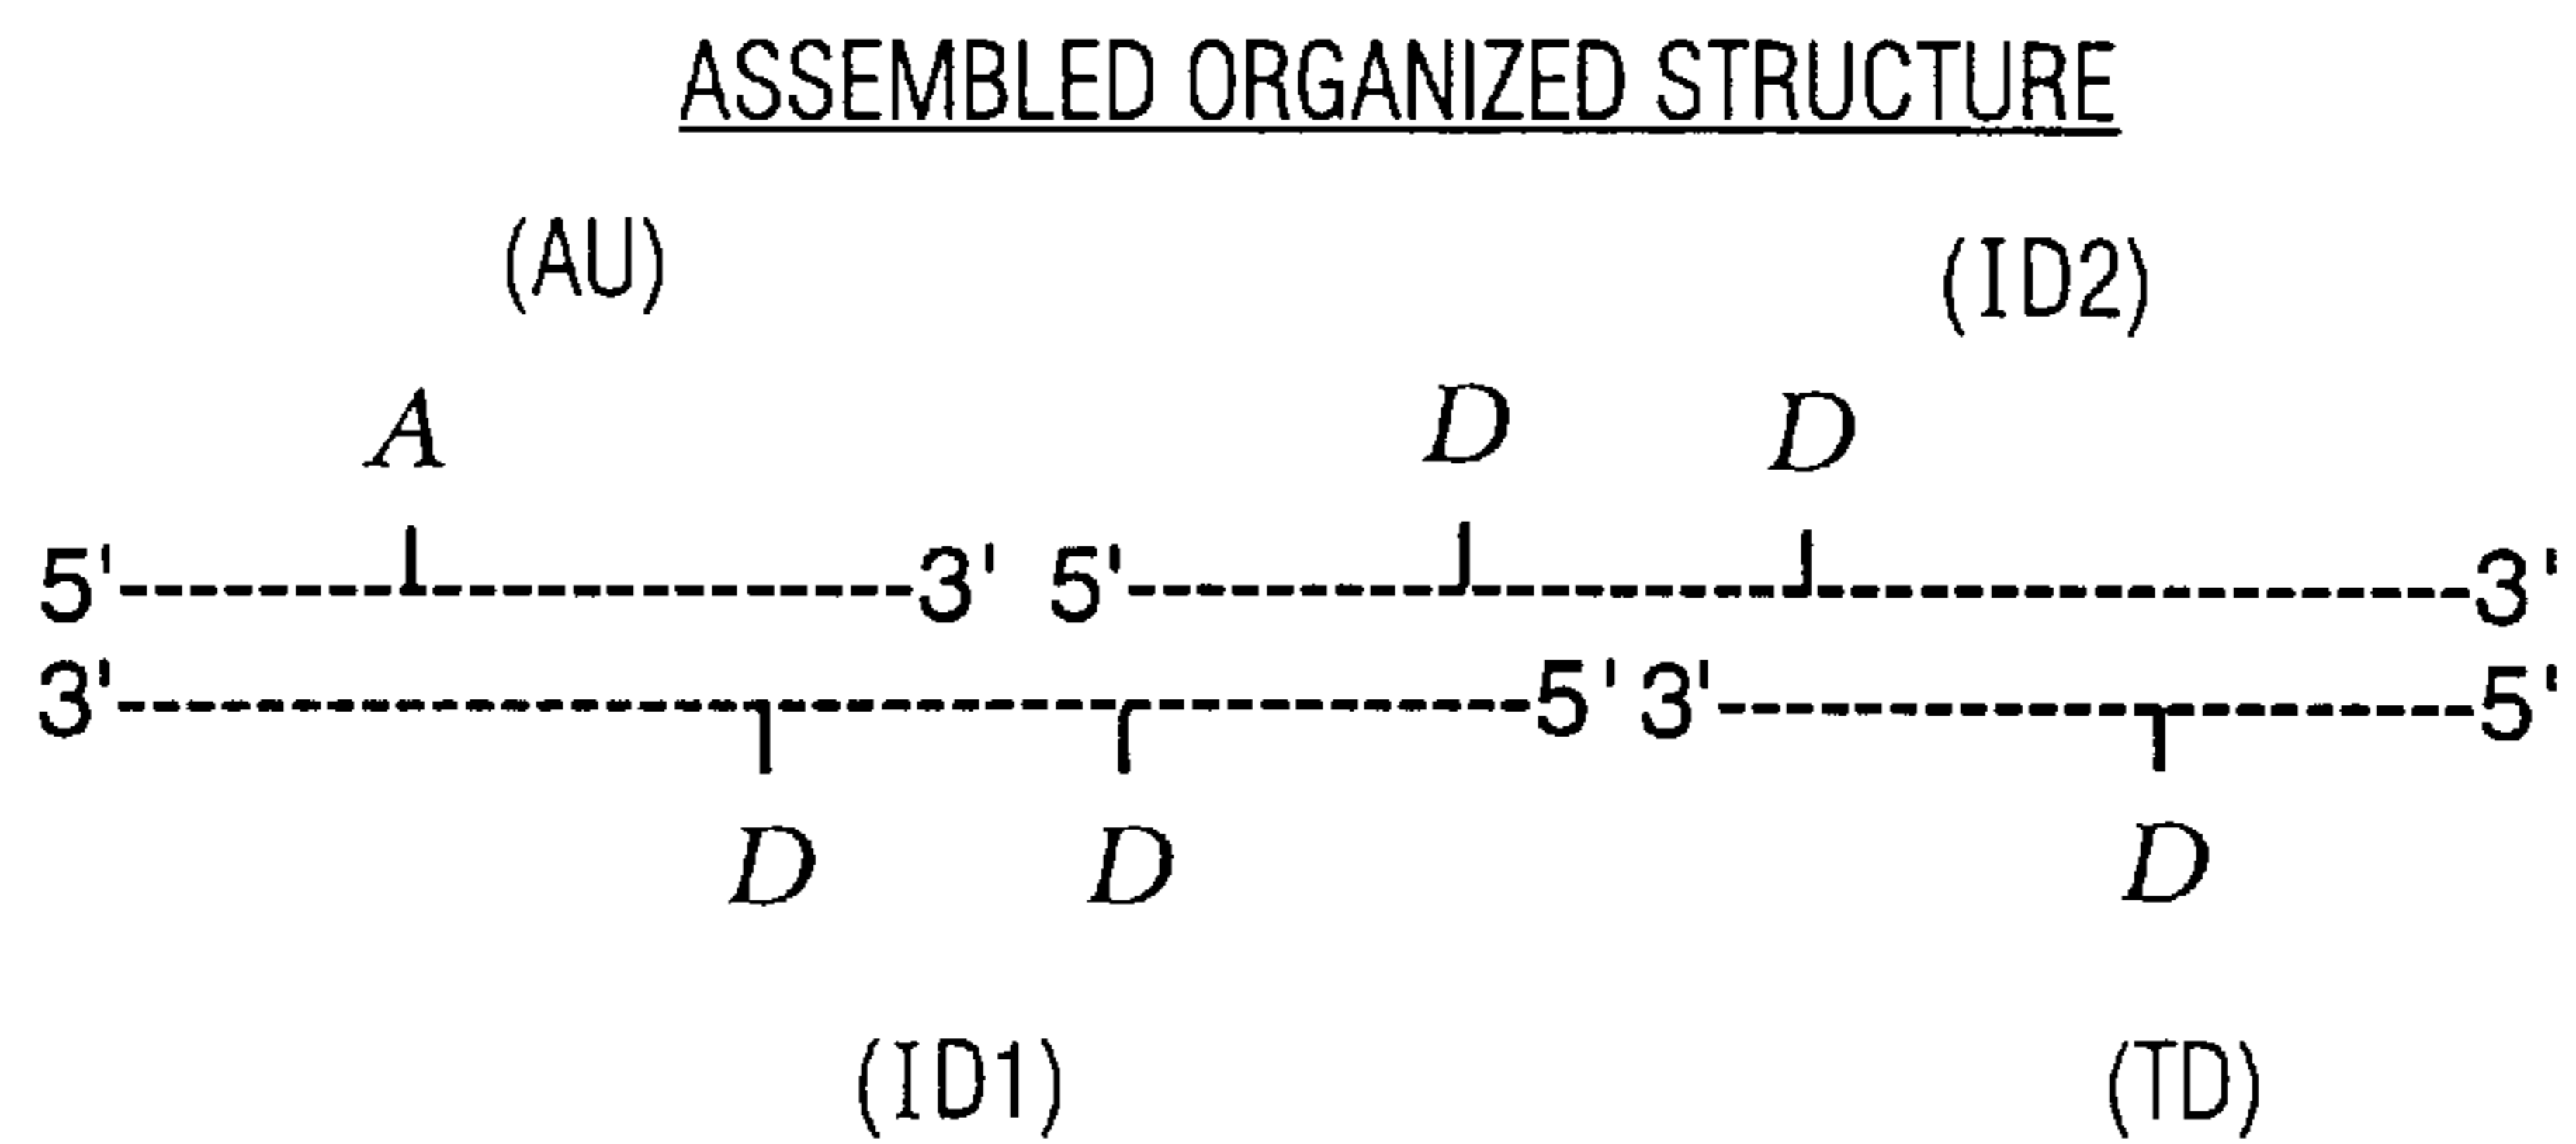 ASSEMBLED ORGANIZED STRUCTURE
(AU) (ID2)
A D D
5'-----------------------3' 5'---------------------------------------3'
3'-----------------------------------------5' 3'----------------------5'
D D D
(ID1) (TD)